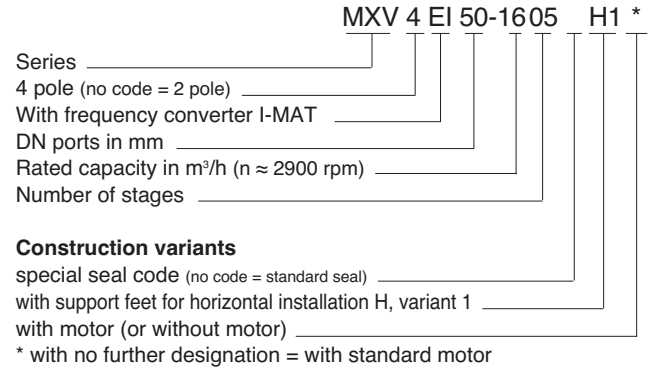 MXV 4 EI 50-16 05 H1 *
Series
4 pole (no code = 2 pole)
With frequency converter I-MAT
DN ports in mm
Rated capacity in m³/h (n ≈ 2900 rpm)
Number of stages
Construction variants
special seal code (no code = standard seal)
with support feet for horizontal installation H, variant 1
with motor (or without motor)
* with no further designation = with standard motor